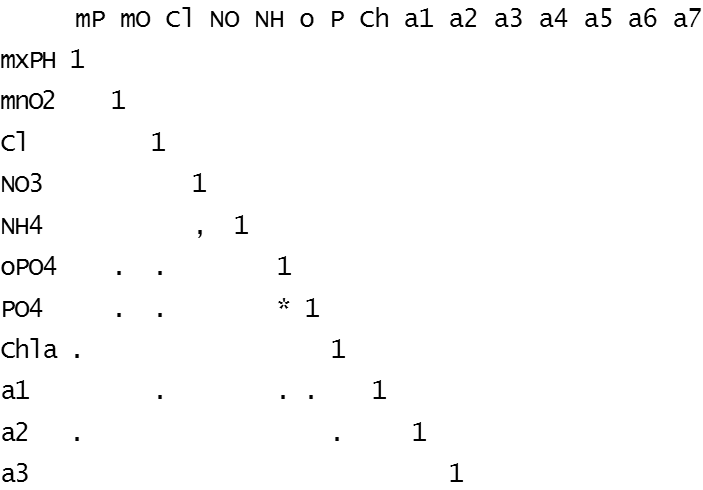 mP mO Cl NO NH o P Ch a1 a2 a3 a4 a5 a6 a7
mxPH 1
mnO2 1
Cl 1
NO3 1
NH4 , 1
oPO4 . . 1
PO4 . . * 1
Chla . 1
a1 . . . 1
a2 . . 1
a3 1